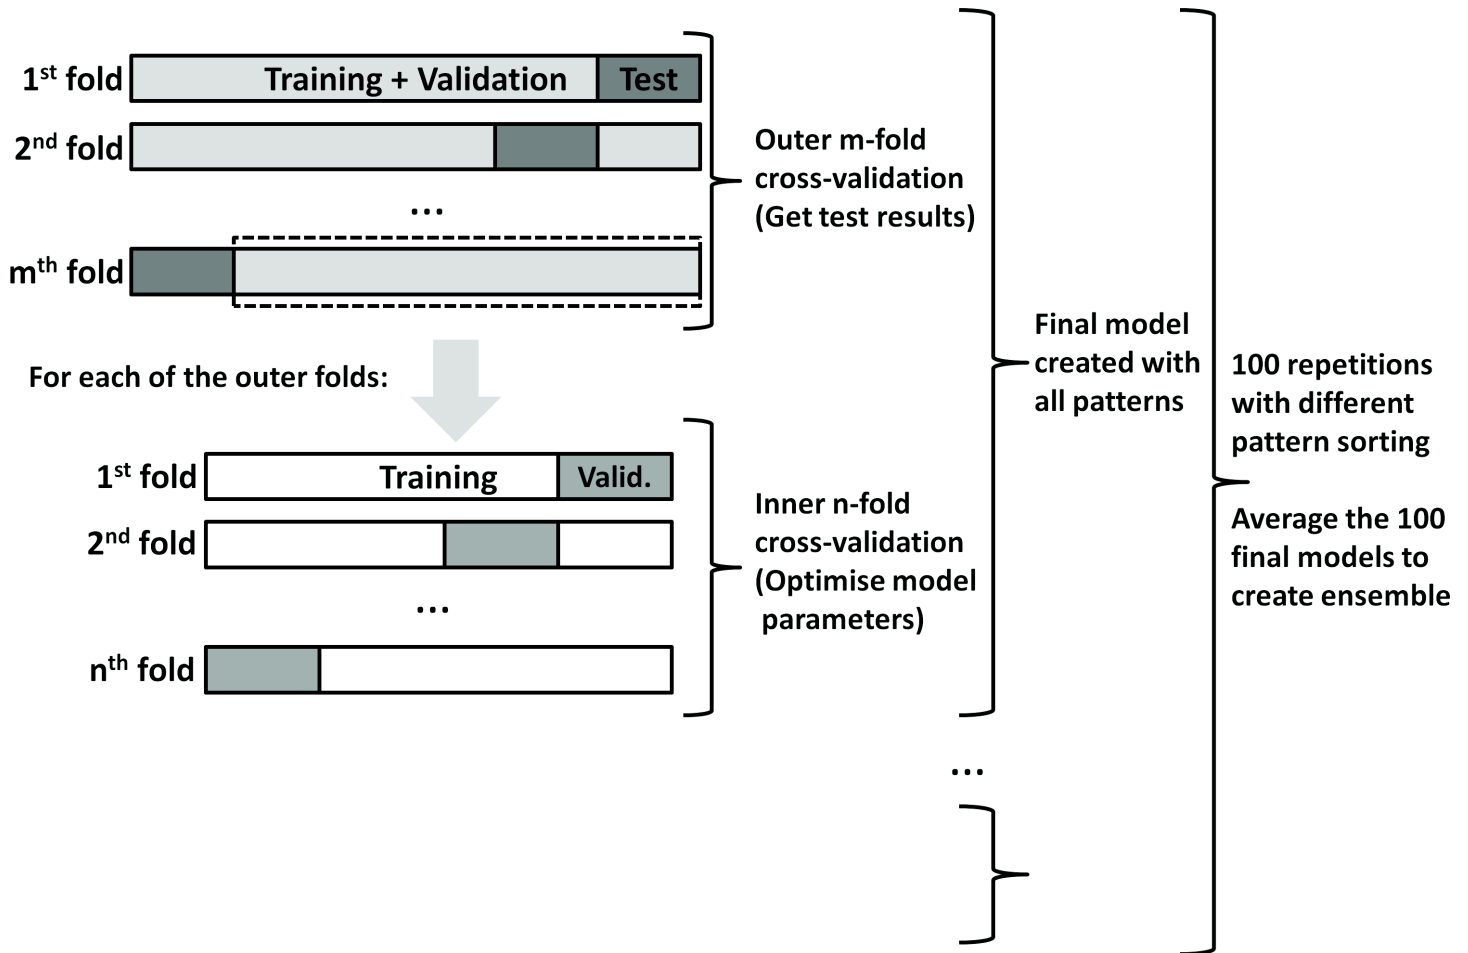 1st fold Training + Validation Test
2nd fold
...
mth fold
Outer m-fold
cross-validation
(Get test results)
For each of the outer folds:
1st fold Training Valid.
2nd fold
...
nth fold
Inner n-fold
cross-validation
(Optimise model
parameters)
Final model
created with
all patterns
...
100 repetitions
with different
pattern sorting
Average the 100
final models to
create ensemble